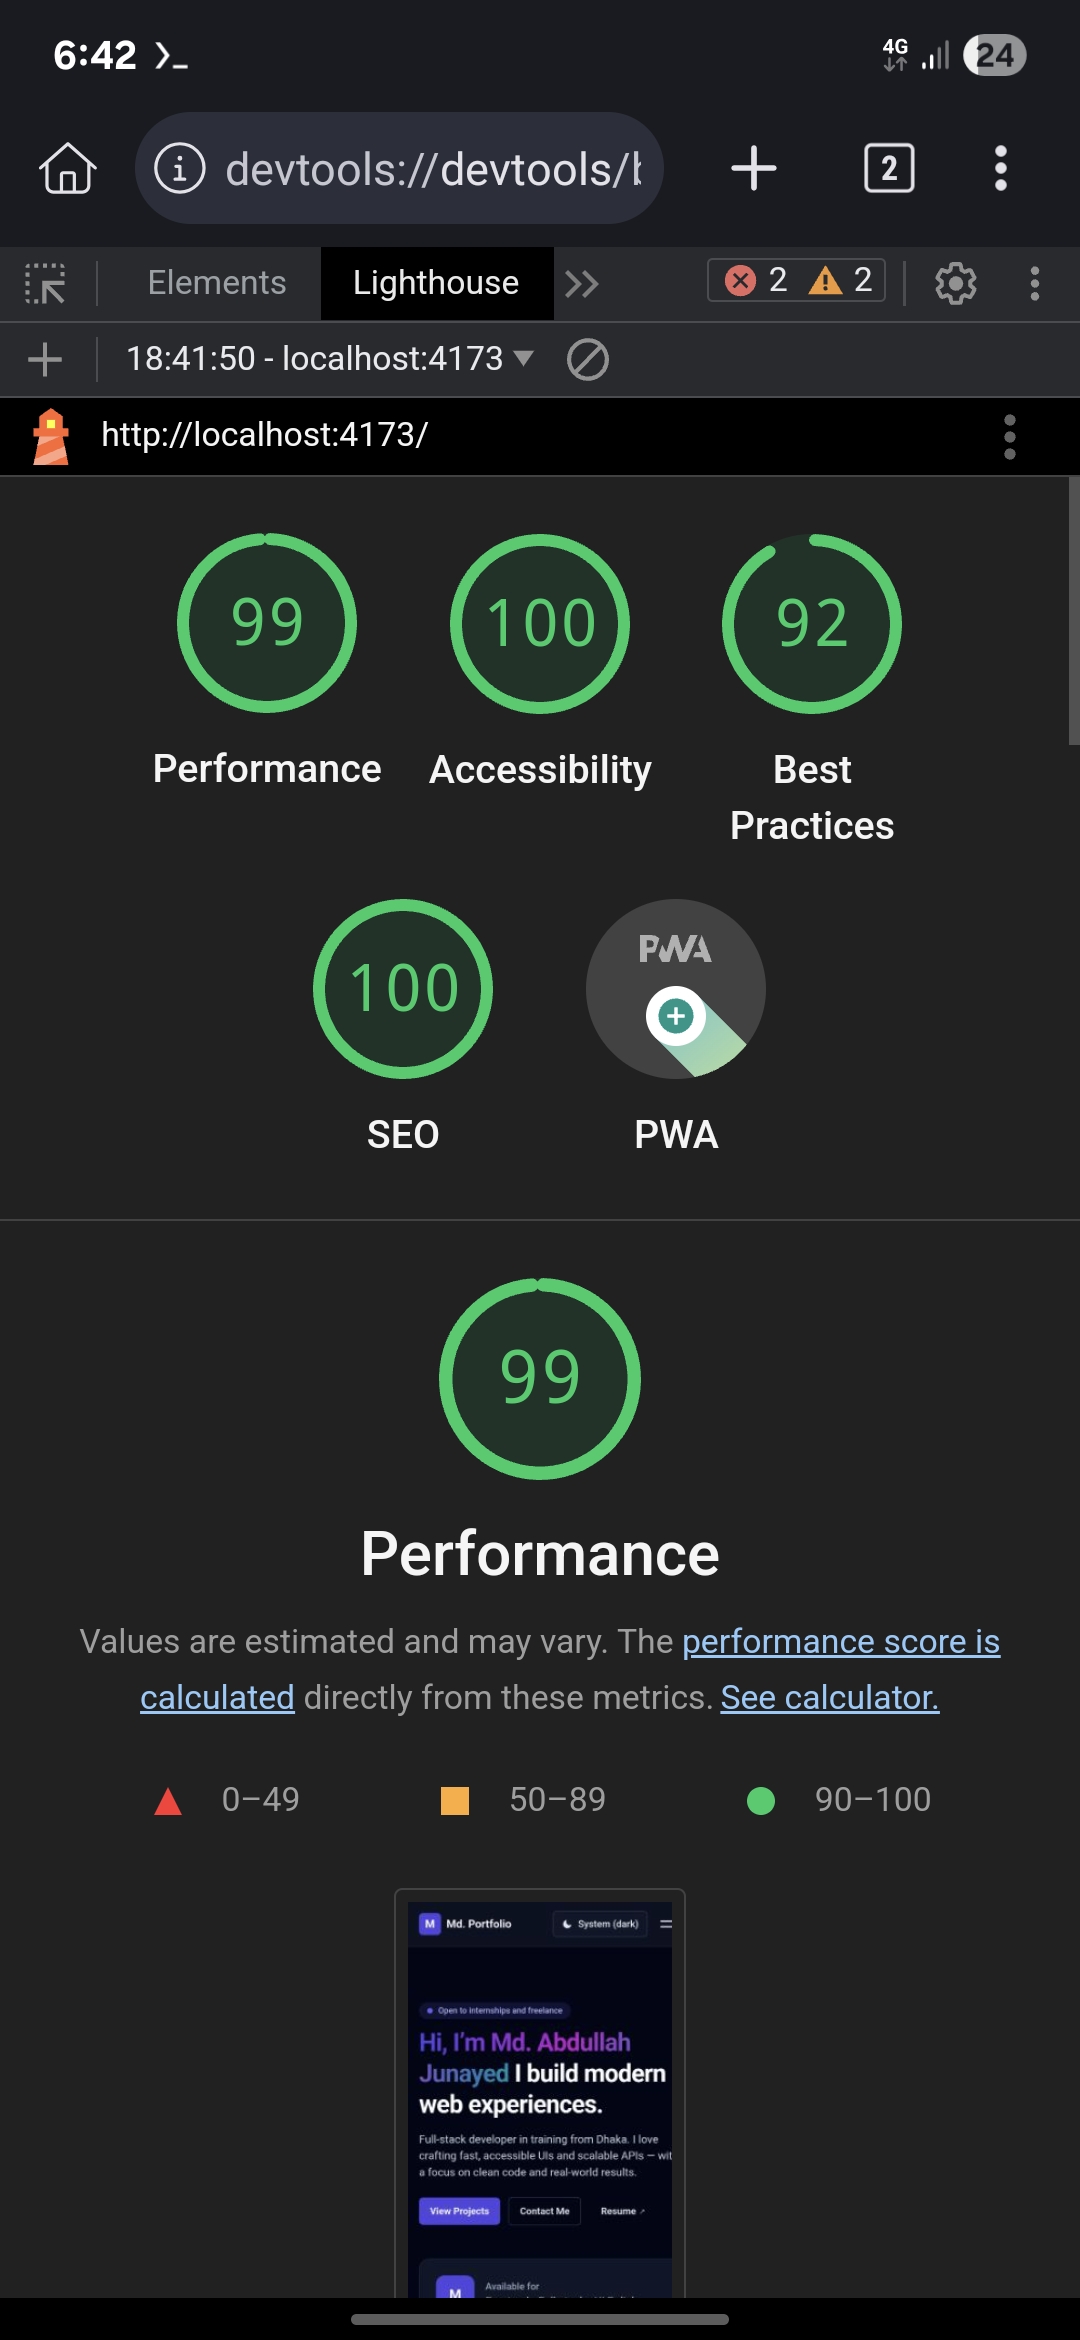 6:42
4G
24
devtools://devtools/b
2
Elements
Lighthouse
2
2
18:41:50 - localhost:4173
http://localhost:4173/
99
100
92
Performance
Accessibility
Best
Practices
100
PWA
SEO
PWA
99
Performance
Values are estimated and may vary. The performance score is
calculated directly from these metrics. See calculator.
0–49
50–89
90–100
M
Md. Portfolio
System (dark)
Open to internships and freelance
Hi, I'm Md. Abdullah
Junayed I build modern
web experiences.
Full-stack developer in training from Dhaka. I love
crafting fast, accessible UIs and scalable APIs — wit
a focus on clean code and real-world results.
View Projects
Contact Me
Resume ↗
M
Available for